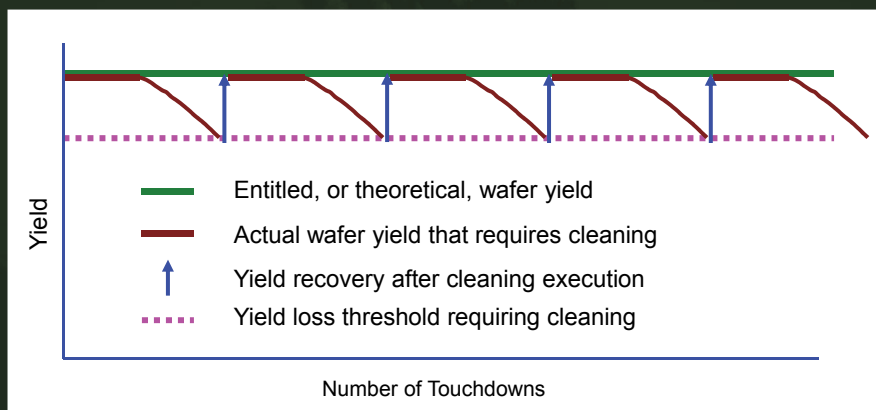 Yield
Entitled, or theoretical, wafer yield
Actual wafer yield that requires cleaning
Yield recovery after cleaning execution
Yield loss threshold requiring cleaning
Number of Touchdowns